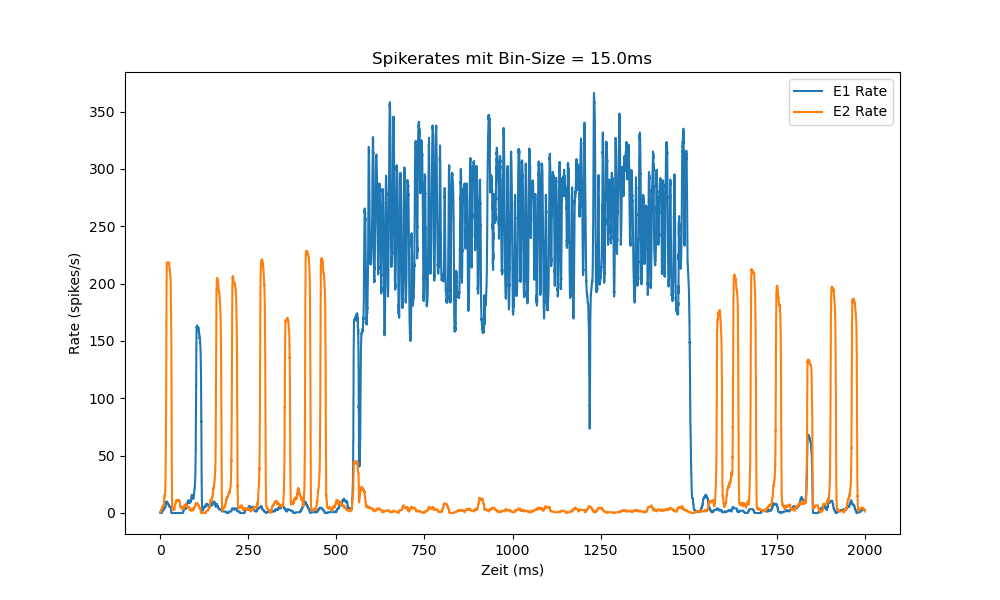 Spikerates mit Bin-Size = 15.0ms
E1 Rate
E2 Rate
350
300
250
200
150
100
50
0
Rate (spikes/s)
0 250 500 750 1000 1250 1500 1750 2000
Zeit (ms)